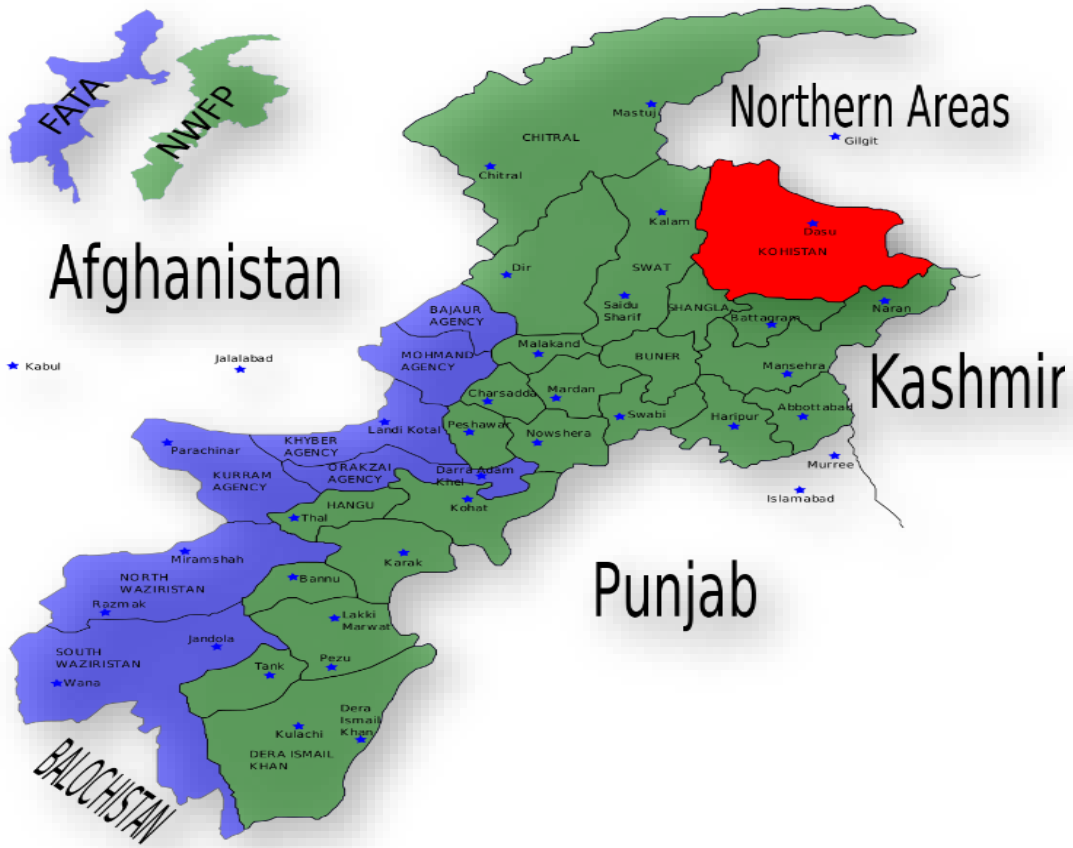 FATA
NWFP
Northern Areas
Gilgit
Mastuj
CHITRAL
Chitral
Kalam
Dasu
KOHISTAN
Afghanistan
Dir
SWAT
Saidu
Sharif
SHANGLA
Naran
BAJAUR
AGENCY
Battagram
Malakand
BUNER
MOHMAND
AGENCY
Kabul
Jalalabad
Mansehra
Kashmir
Charsadda
Mardan
Swabi
Haripur
Abbottabad
Landi Kotal
Peshawar
Nowshera
Parachinar
KHYBER
AGENCY
Murree
ORAKZAI
AGENCY
Darra Adam
Khel
KURRAM
AGENCY
Islamabad
HANGU
Kohat
Thal
Miramshah
Karak
NORTH
WAZIRISTAN
Bannu
Punjab
Razmak
Lakki
Marwat
Jandola
SOUTH
WAZIRISTAN
Pezu
Tank
Wana
Dera
Ismail
Khan
Kulachi
DERA ISMAIL
KHAN
BALOCHISTAN